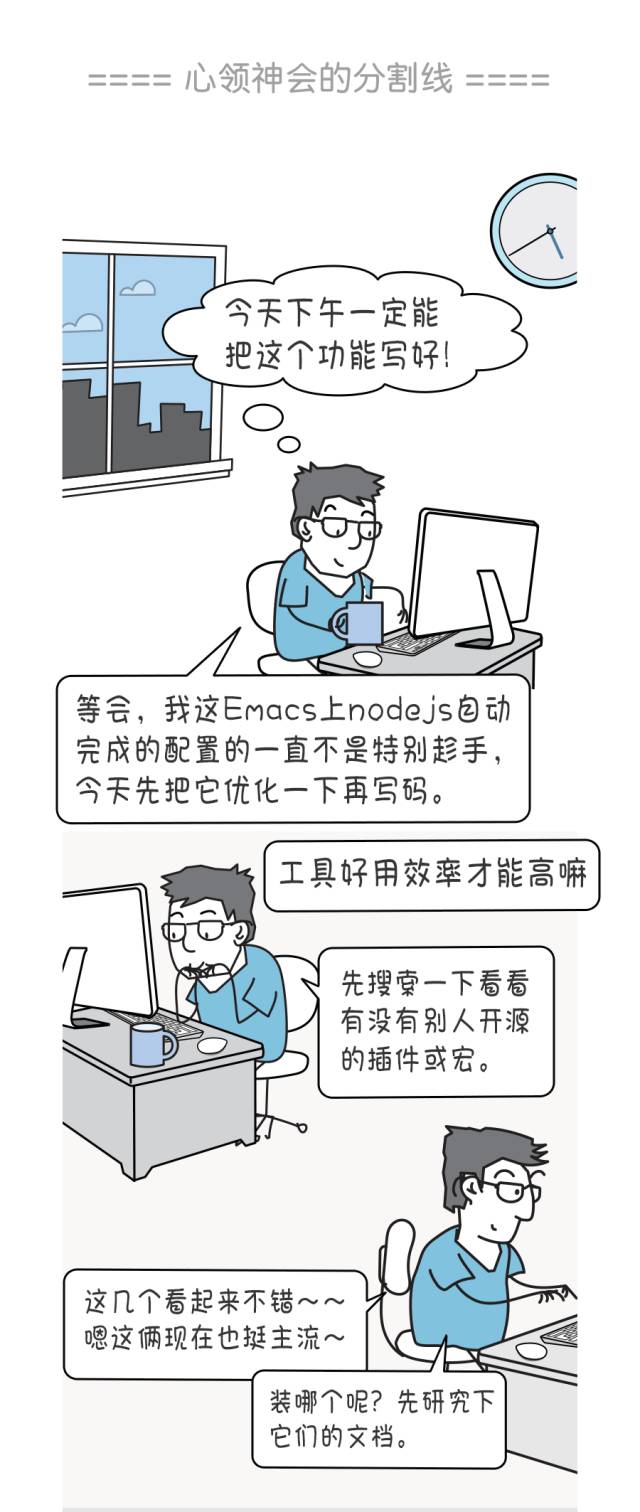 ==== 心领神会的分割线 ====
今天下午一定能
把这个功能写好!
等会，我这Emacs上nodejs自动
完成的配置的一直不是特别趁手，
今天先把它优化一下再写码。
工具好用效率才能高嘛
先搜索一下看看
有没有别人开源
的插件或宏。
这几个看起来不错～～
嗯这俩现在也挺主流～
装哪个呢？先研究下
它们的文档。